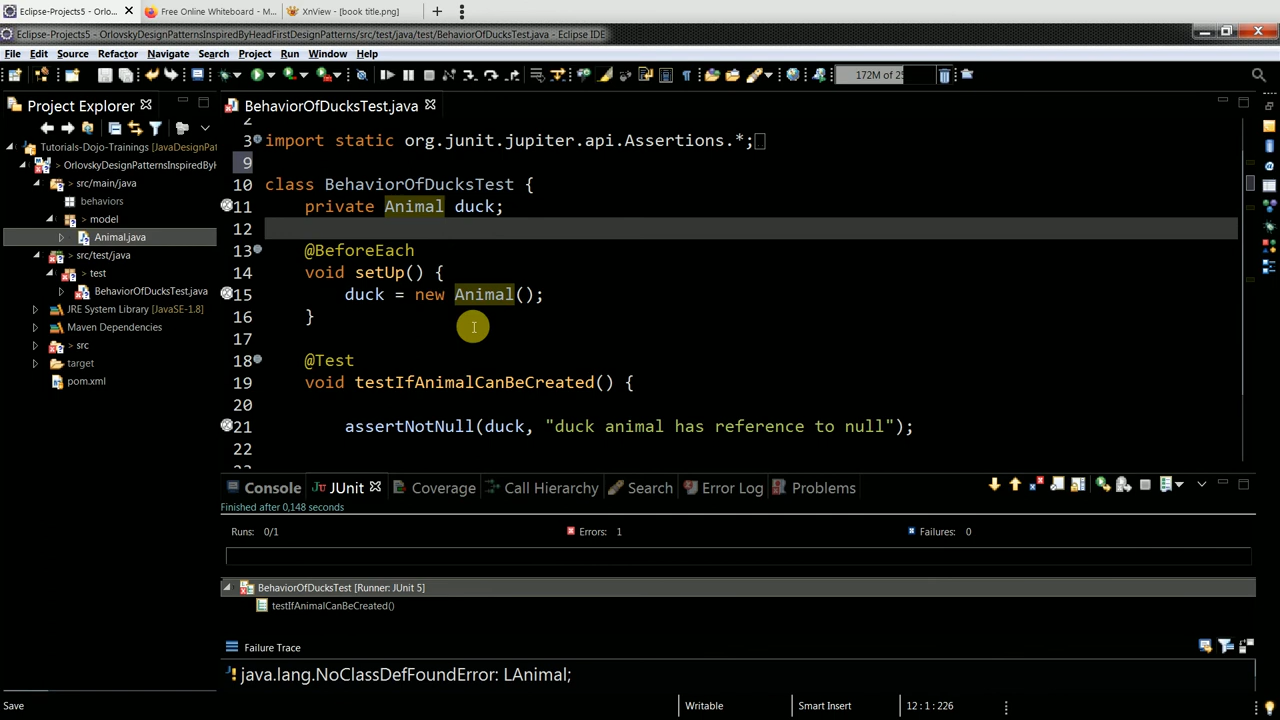 Eclipse-Projects5 - Orlo...
Free Online Whiteboard - M...
XnView - [book title.png]
Eclipse-Projects5 - OrlovskyDesignPatternsInspiredByHeadFirstDesignPatterns/src/test/java/test/BehaviorOfDucksTest.java - Eclipse IDE
File Edit Source Refactor Navigate Search Project Run Window Help
172M of 25
Project Explorer
BehaviorOfDucksTest.java
Tutorials-Dojo-Trainings [JavaDesignPat
> OrlovskyDesignPatternsInspiredByH
> src/main/java
behaviors
> model
Animal.java
> src/test/java
> test
BehaviorOfDucksTest.java
JRE System Library [JavaSE-1.8]
Maven Dependencies
> src
target
pom.xml
2
3 import static org.junit.jupiter.api.Assertions.*;
9
10 class BehaviorOfDucksTest {
11 private Animal duck;
12
13 @BeforeEach
14 void setUp() {
15 duck = new Animal();
16 }
17
18 @Test
19 void testIfAnimalCanBeCreated() {
20
21 assertNotNull(duck, "duck animal has reference to null");
22
Console JUnit Coverage Call Hierarchy Search Error Log Problems
Finished after 0,148 seconds
Runs: 0/1 Errors: 1 Failures: 0
BehaviorOfDucksTest [Runner: JUnit 5]
testIfAnimalCanBeCreated()
Failure Trace
java.lang.NoClassDefFoundError: LAnimal;
Save Writable Smart Insert 12 : 1 : 226